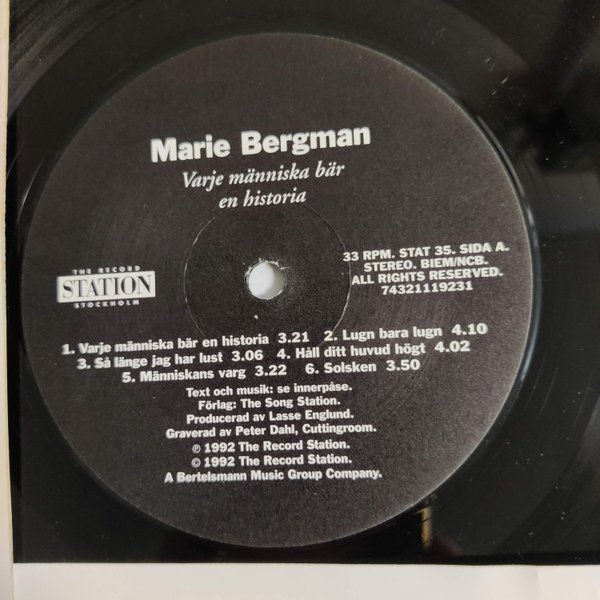 Marie Bergman
Varje människa bär
en historia
THE RECORD
STATION
STOCKHOLM
33 RPM. STAT 35. SIDA A.
STEREO. BIEM/NCB.
ALL RIGHTS RESERVED.
74321119231
1. Varje människa bär en historia 3.21 2. Lugn bara lugn 4.10
3. Så länge jag har lust 3.06 4. Håll ditt huvud högt 4.02
5. Människans varg 3.22 6. Solsken 3.50
Text och musik: se innerpåse.
Förlag: The Song Station.
Producerad av Lasse Englund.
Graverad av Peter Dahl, Cuttingroom.
℗ 1992 The Record Station.
© 1992 The Record Station.
A Bertelsmann Music Group Company.